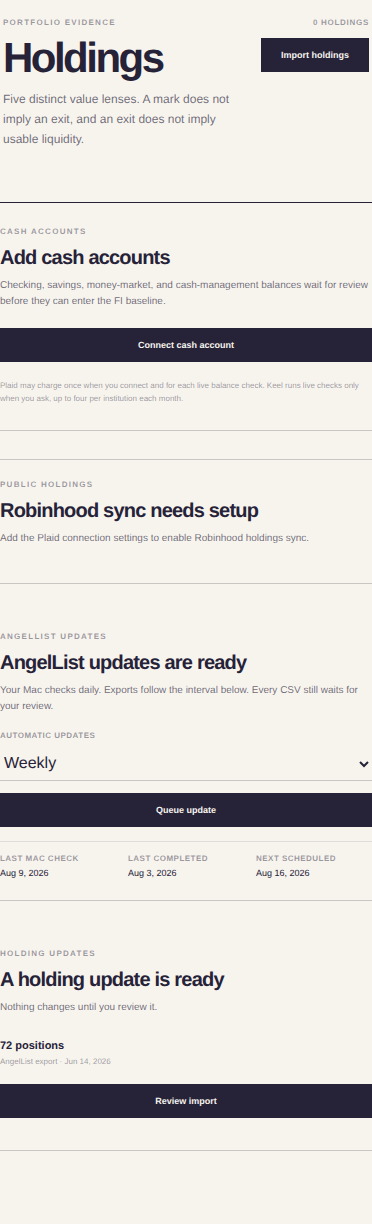 PORTFOLIO EVIDENCE
0 HOLDINGS
Holdings
Import holdings
Five distinct value lenses. A mark does not
imply an exit, and an exit does not imply
usable liquidity.
CASH ACCOUNTS
Add cash accounts
Checking, savings, money-market, and cash-management balances wait for review
before they can enter the FI baseline.
Connect cash account
Plaid may charge once when you connect and for each live balance check. Keel runs live checks only
when you ask, up to four per institution each month.
PUBLIC HOLDINGS
Robinhood sync needs setup
Add the Plaid connection settings to enable Robinhood holdings sync.
ANGELLIST UPDATES
AngelList updates are ready
Your Mac checks daily. Exports follow the interval below. Every CSV still waits for
your review.
AUTOMATIC UPDATES
Weekly
Queue update
LAST MAC CHECK
Aug 9, 2026
LAST COMPLETED
Aug 3, 2026
NEXT SCHEDULED
Aug 16, 2026
HOLDING UPDATES
A holding update is ready
Nothing changes until you review it.
72 positions
AngelList export · Jun 14, 2026
Review import